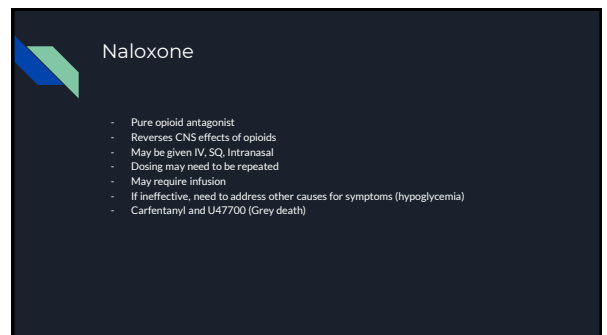 Naloxone
- Pure opioid antagonist
- Reverses CNS effects of opioids
- May be given IV, SQ, Intranasal
- Dosing may need to be repeated
- May require infusion
- If ineffective, need to address other causes for symptoms (hypoglycemia)
- Carfentanyl and U47700 (Grey death)